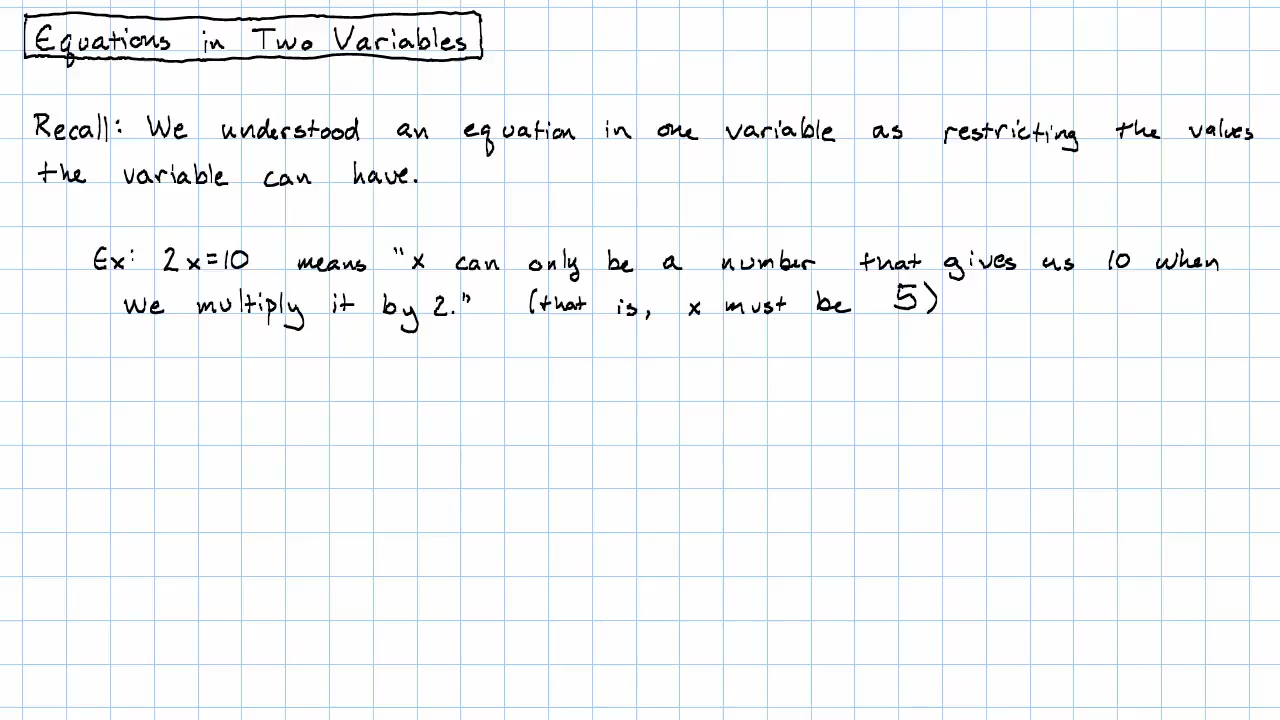 Equations in Two Variables
Recall: We understood an equation in one variable as restricting the values
the variable can have.
Ex: 2x=10 means "x can only be a number that gives us 10 when
we multiply it by 2." (that is, x must be 5)